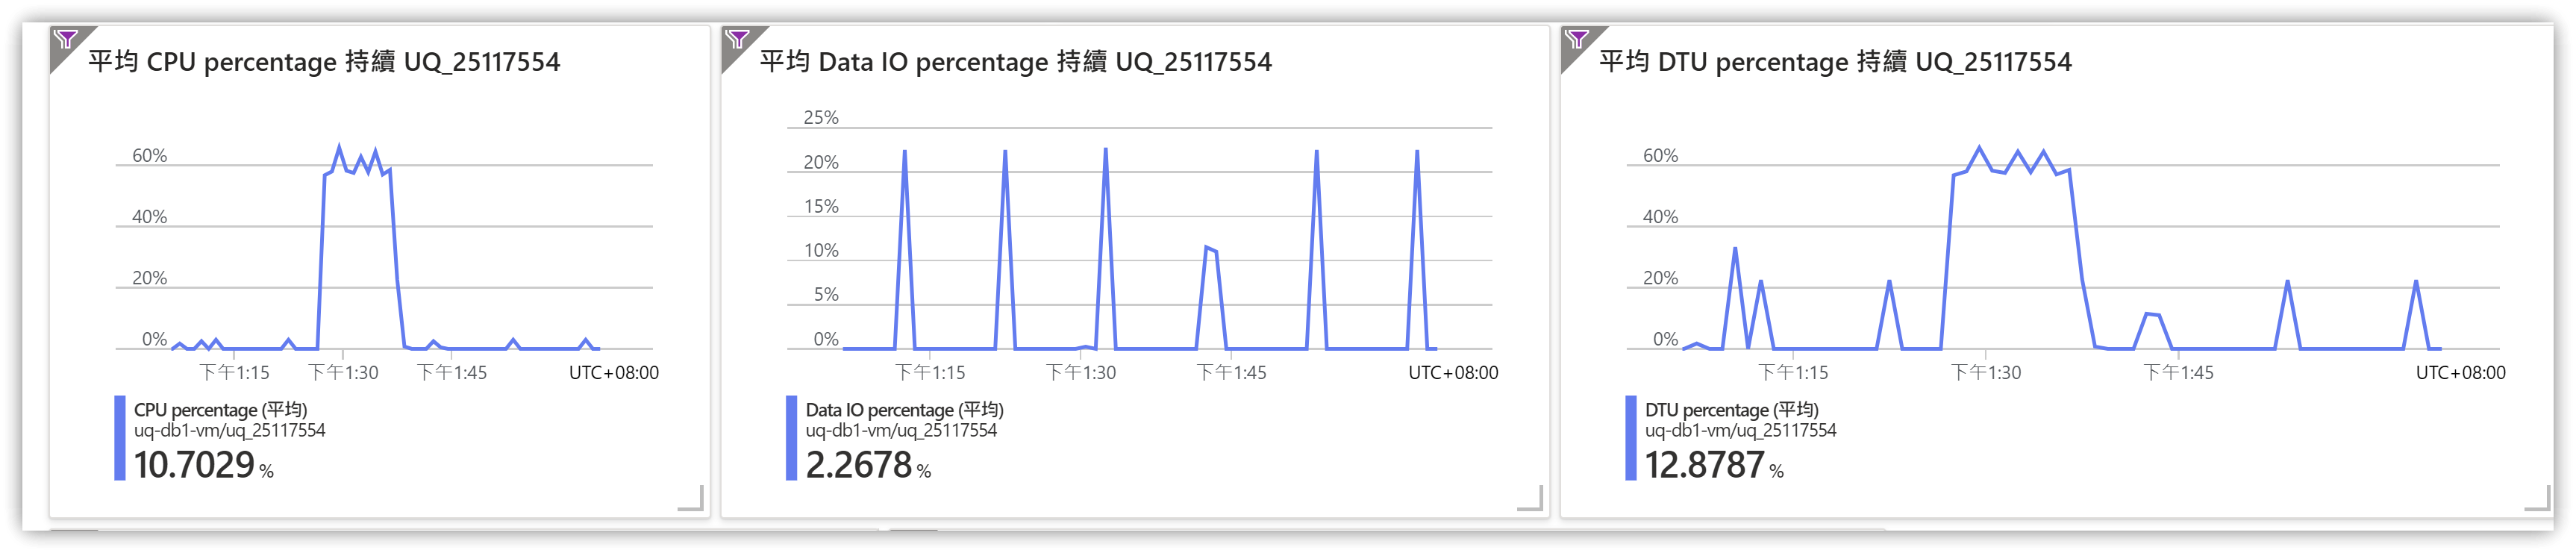 平均 CPU percentage 持續 UQ_25117554
60%
40%
20%
0%
下午1:15
下午1:30
下午1:45
UTC+08:00
CPU percentage (平均)
uq-db1-vm/uq_25117554
10.7029 %
平均 Data IO percentage 持續 UQ_25117554
25%
20%
15%
10%
5%
0%
下午1:15
下午1:30
下午1:45
UTC+08:00
Data IO percentage (平均)
uq-db1-vm/uq_25117554
2.2678 %
平均 DTU percentage 持續 UQ_25117554
60%
40%
20%
0%
下午1:15
下午1:30
下午1:45
UTC+08:00
DTU percentage (平均)
uq-db1-vm/uq_25117554
12.8787 %